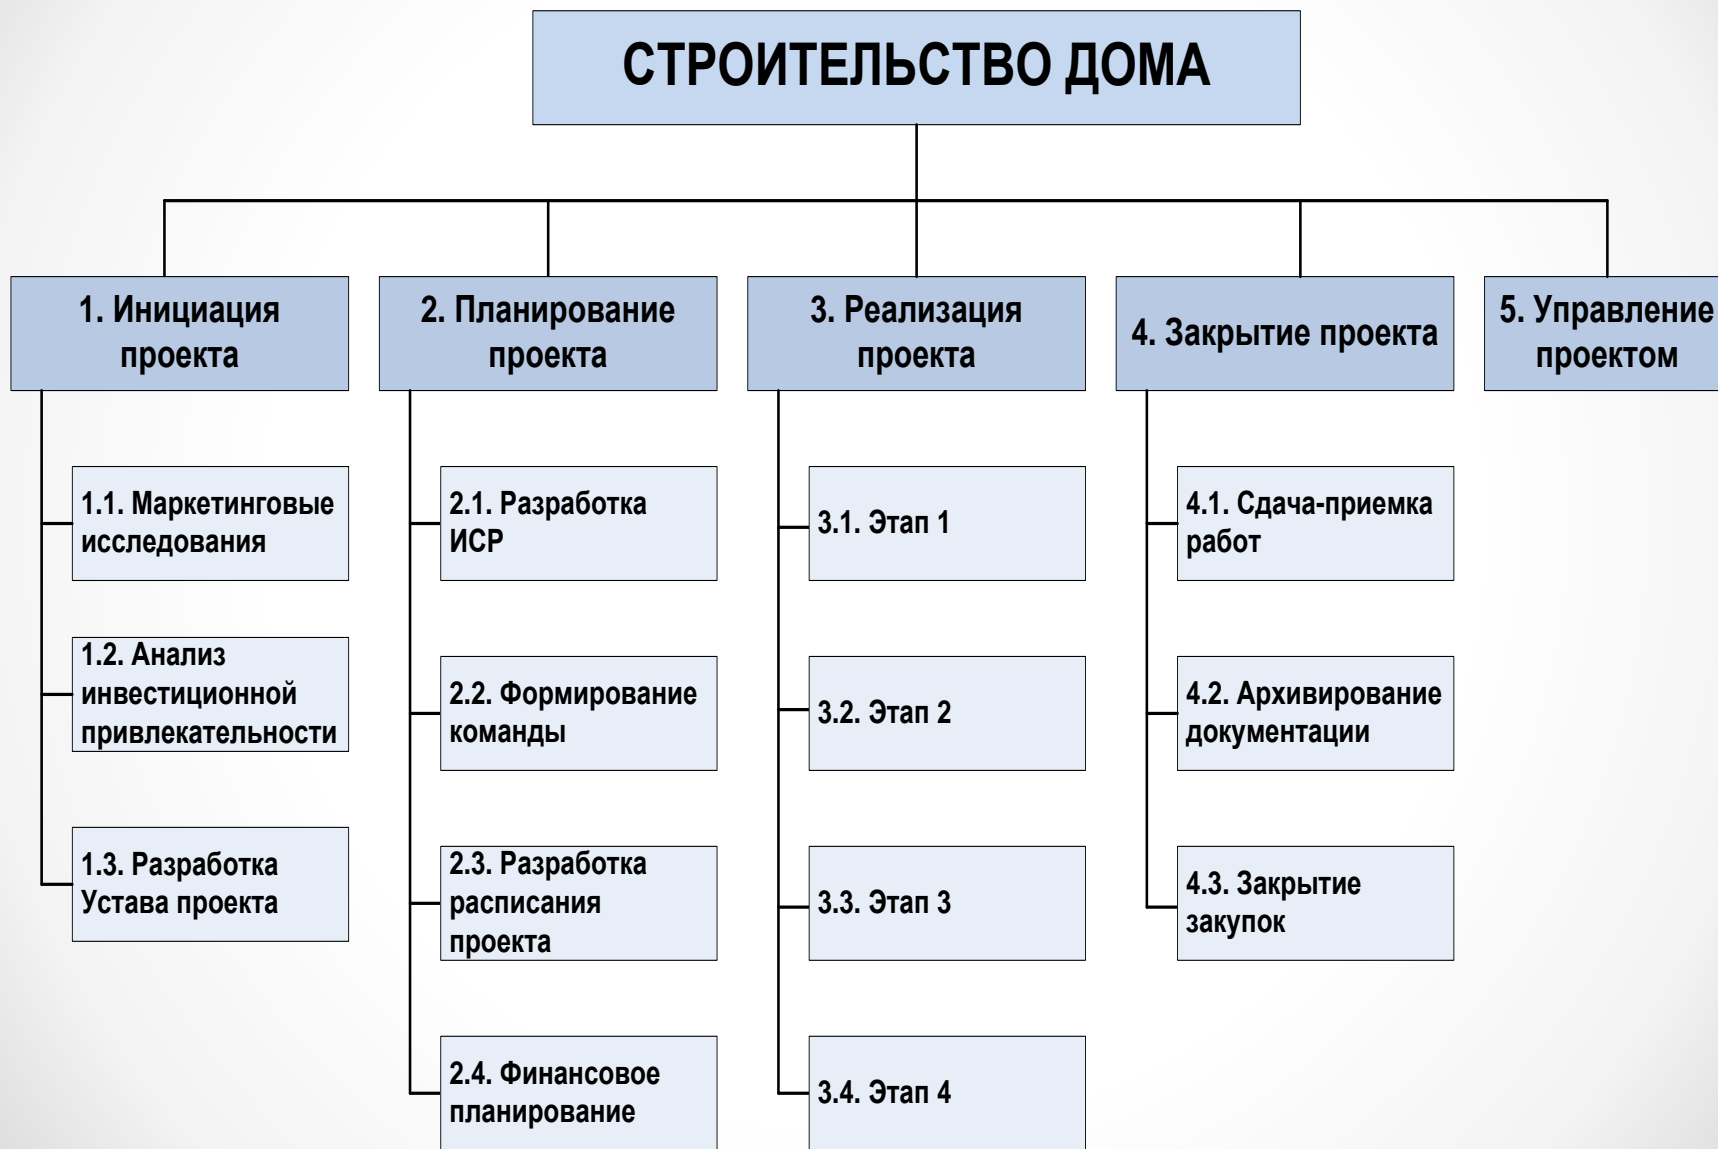 СТРОИТЕЛЬСТВО ДОМА
1. Инициация
проекта
2. Планирование
проекта
3. Реализация
проекта
4. Закрытие проекта
5. Управление
проектом
1.1. Маркетинговые
исследования
1.2. Анализ
инвестиционной
привлекательности
1.3. Разработка
Устава проекта
2.1. Разработка
ИСР
2.2. Формирование
команды
2.3. Разработка
расписания
проекта
2.4. Финансовое
планирование
3.1. Этап 1
3.2. Этап 2
3.3. Этап 3
3.4. Этап 4
4.1. Сдача-приемка
работ
4.2. Архивирование
документации
4.3. Закрытие
закупок